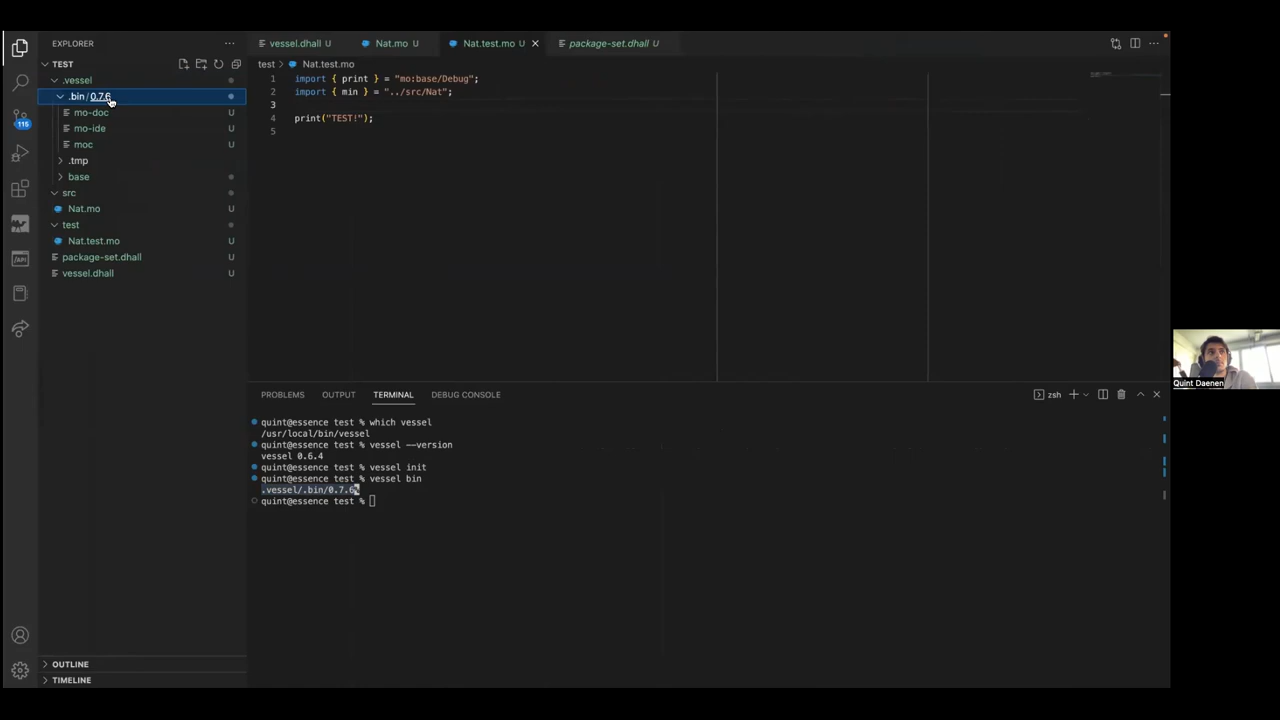 EXPLORER
TEST
.vessel
.bin / 0.7.6
mo-doc U
mo-ide U
moc U
.tmp
base
src
Nat.mo U
test
Nat.test.mo U
package-set.dhall U
vessel.dhall U
OUTLINE
TIMELINE
115
/API
vessel.dhall U
Nat.mo U
Nat.test.mo U
package-set.dhall U
test > Nat.test.mo
1 import { print } = "mo:base/Debug";
2 import { min } = "../src/Nat";
3
4 print("TEST!");
5
PROBLEMS OUTPUT TERMINAL DEBUG CONSOLE
zsh
quint@essence test % which vessel
/usr/local/bin/vessel
quint@essence test % vessel --version
vessel 0.6.4
quint@essence test % vessel init
quint@essence test % vessel bin
.vessel/.bin/0.7.6%
quint@essence test %
Quint Daenen